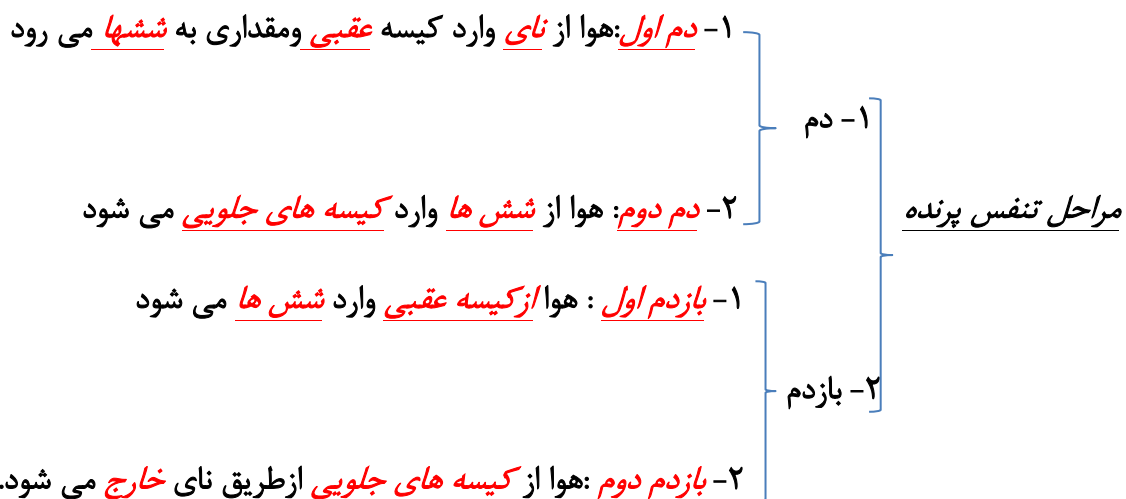 مراحل تنفس پرنده
۱- دم
۱- دم اول:هوا از نای وارد کیسه عقبی ومقداری به ششها می رود
۲- دم دوم: هوا از شش ها وارد کیسه های جلویی می شود
۲- بازدم
۱- بازدم اول : هوا ازکیسه عقبی وارد شش ها می شود
۲- بازدم دوم :هوا از کیسه های جلویی ازطریق نای خارج می شود.